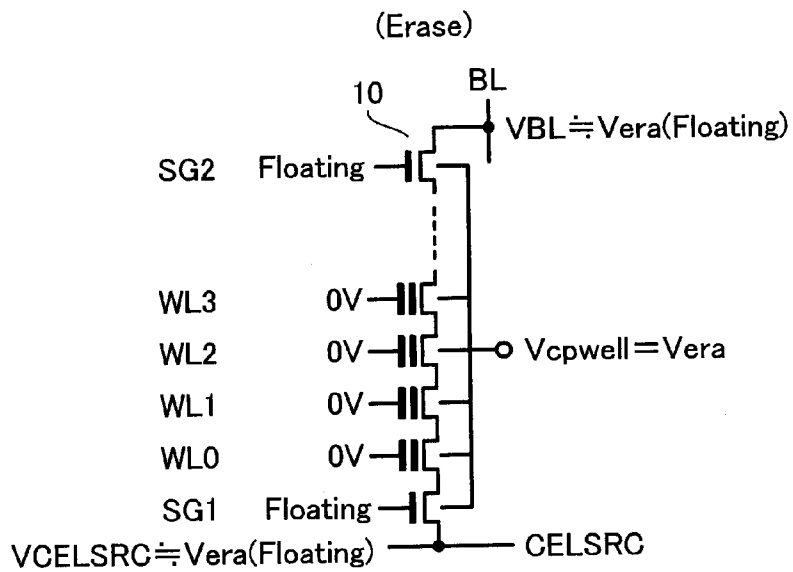 (Erase)
BL
10
VBL≒Vera(Floating)
SG2 Floating
WL3 0V
WL2 0V
Vcpwell=Vera
WL1 0V
WL0 0V
SG1 Floating
VCELSRC≒Vera(Floating)
CELSRC